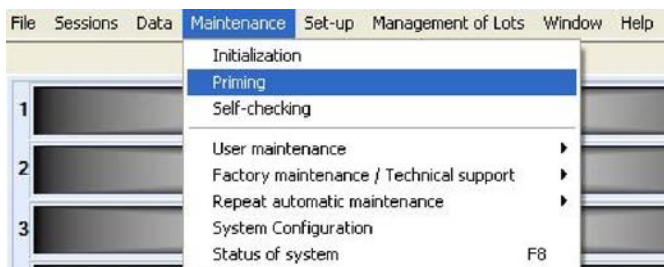 File Sessions Data Maintenance Set-up Management of Lots Window Help
Initialization
Priming
1
Self-checking
User maintenance
2
Factory maintenance / Technical support
Repeat automatic maintenance
3
System Configuration
Status of system F8